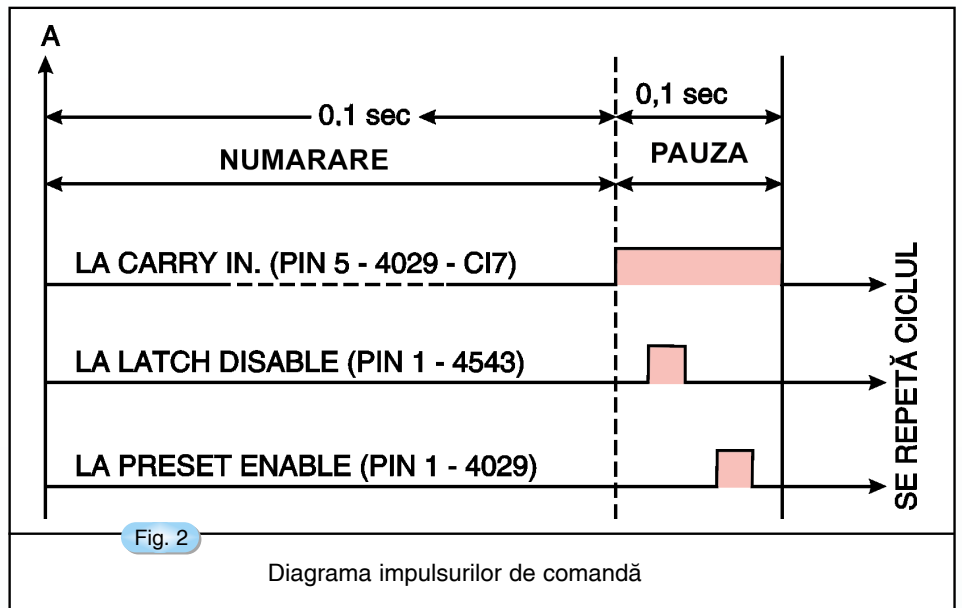 A
0,1 sec
0,1 sec
NUMARARE
PAUZA
LA CARRY IN. (PIN 5 - 4029 - CI7)
LA LATCH DISABLE (PIN 1 - 4543)
LA PRESET ENABLE (PIN 1 - 4029)
SE REPETĂ CICLUL
Fig. 2
Diagrama impulsurilor de comandă